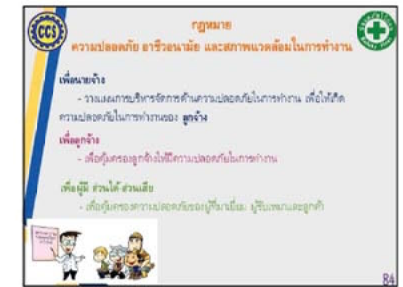 CCS
กฎหมาย
ความปลอดภัย อาชีวอนามัย และสภาพแวดล้อมในการทำงาน
เพื่อนายจ้าง
- วางแผนการบริหารจัดการด้านความปลอดภัยในการทำงาน เพื่อให้เกิด
ความปลอดภัยในการทำงานของ ลูกจ้าง
เพื่อลูกจ้าง
- เพื่อคุ้มครองลูกจ้างให้มีความปลอดภัยในการทำงาน
เพื่อผู้มี ส่วนได้ ส่วนเสีย
- เพื่อคุ้มครองความปลอดภัยของผู้ที่มาเยี่ยม ผู้รับเหมาและลูกค้า
84